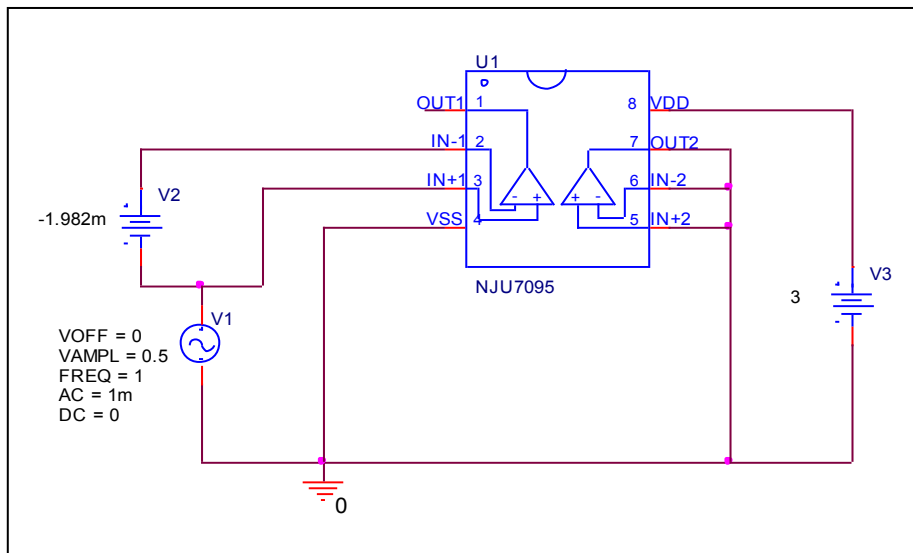 U1
OUT1 1 8 VDD
IN-1 2 7 OUT2
IN+1 3 6 IN-2
VSS 4 5 IN+2
- + + -
NJU7095
V2
-1.982m
V1
VOFF = 0
VAMPL = 0.5
FREQ = 1
AC = 1m
DC = 0
V3
3
0